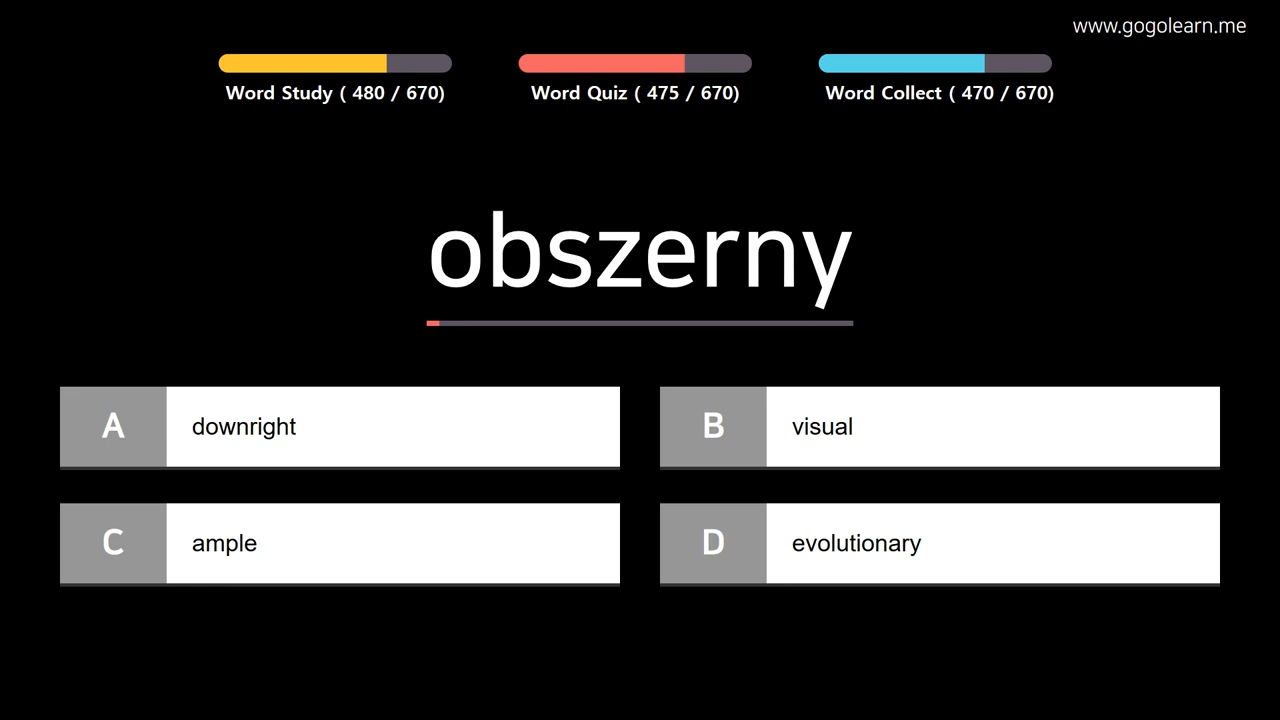 www.gogolearn.me
Word Study ( 480 / 670)
Word Quiz ( 475 / 670)
Word Collect ( 470 / 670)
obszerny
A downright
B visual
C ample
D evolutionary